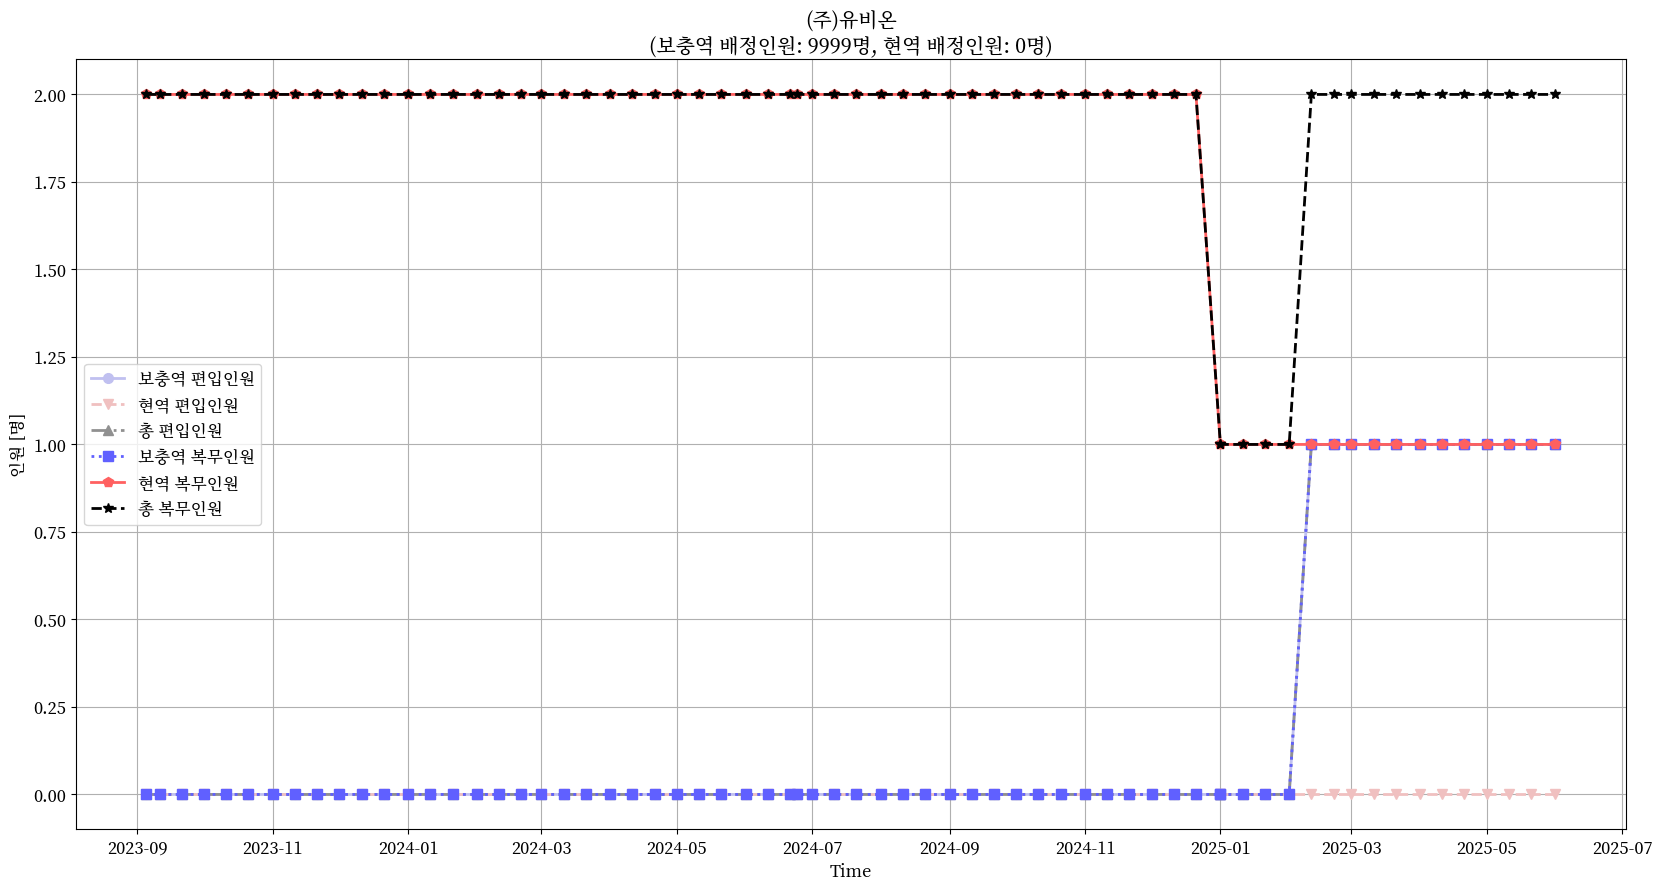 (주)유비온
(보충역 배정인원: 9999명, 현역 배정인원: 0명)
인원 [명]
2.00
1.75
1.50
1.25
1.00
0.75
0.50
0.25
0.00
보충역 편입인원
현역 편입인원
총 편입인원
보충역 복무인원
현역 복무인원
총 복무인원
2023-09 2023-11 2024-01 2024-03 2024-05 2024-07 2024-09 2024-11 2025-01 2025-03 2025-05 2025-07
Time